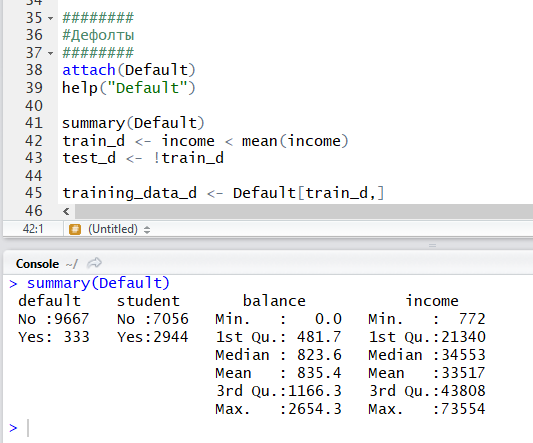 34
35 ########
36 #Дефолты
37 ########
38 attach(Default)
39 help("Default")
40
41 summary(Default)
42 train_d <- income < mean(income)
43 test_d <- !train_d
44
45 training_data_d <- Default[train_d,]
46
42:1 # (Untitled)
Console ~/
> summary(Default)
default student balance income
No :9667 No :7056 Min. : 0.0 Min. : 772
Yes: 333 Yes:2944 1st Qu.: 481.7 1st Qu.:21340
Median : 823.6 Median :34553
Mean : 835.4 Mean :33517
3rd Qu.:1166.3 3rd Qu.:43808
Max. :2654.3 Max. :73554
>